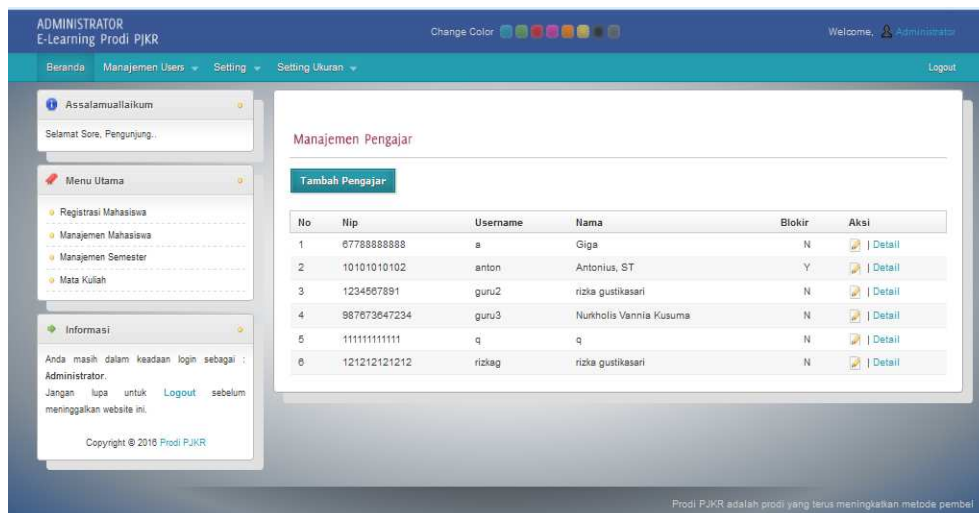 ADMINISTRATOR
E-Learning Prodi PJKR
Change Color
Welcome, Administrator
Beranda Manajemen Users Setting Setting Ukuran Logout
Assalamuallaikum
Selamat Sore, Pengunjung..
Menu Utama
Registrasi Mahasiswa
Manajemen Mahasiswa
Manajemen Semester
Mata Kuliah
Informasi
Anda masih dalam keadaan login sebagai :
Administrator.
Jangan lupa untuk Logout sebelum
meninggalkan website ini.
Copyright © 2016 Prodi PJKR
Manajemen Pengajar
Tambah Pengajar
No Nip Username Nama Blokir Aksi
1 67788888888 a Giga N | Detail
2 10101010102 anton Antonius, ST Y | Detail
3 1234567891 guru2 rizka gustikasari N | Detail
4 987673647234 guru3 Nurkholis Vannia Kusuma N | Detail
5 111111111111 q q N | Detail
6 121212121212 rizkag rizka gustikasari N | Detail
Prodi PJKR adalah prodi yang terus meningkatkan metode pembel